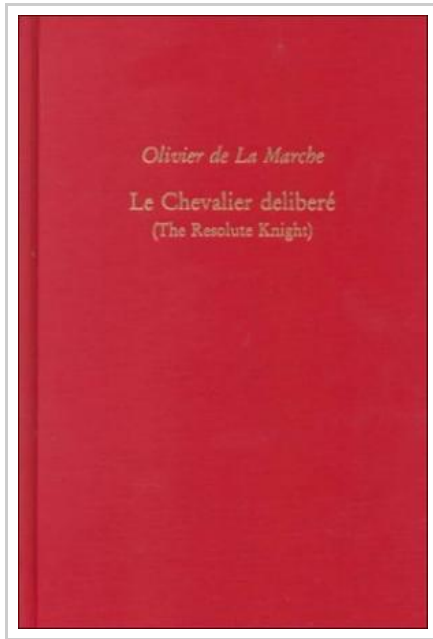 Olivier de La Marche
Le Chevalier deliberé
(The Resolute Knight)